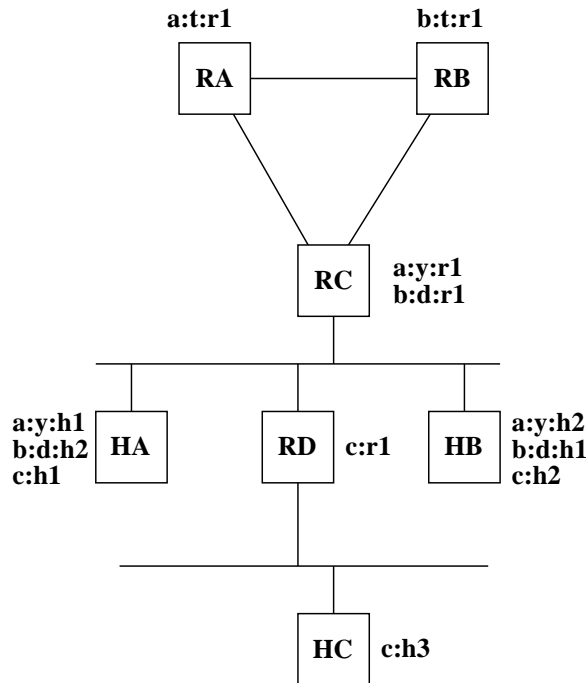 a:t:r1
b:t:r1
RA
RB
RC
a:y:r1
b:d:r1
a:y:h1
b:d:h2
c:h1
HA
RD
c:r1
HB
a:y:h2
b:d:h1
c:h2
HC
c:h3